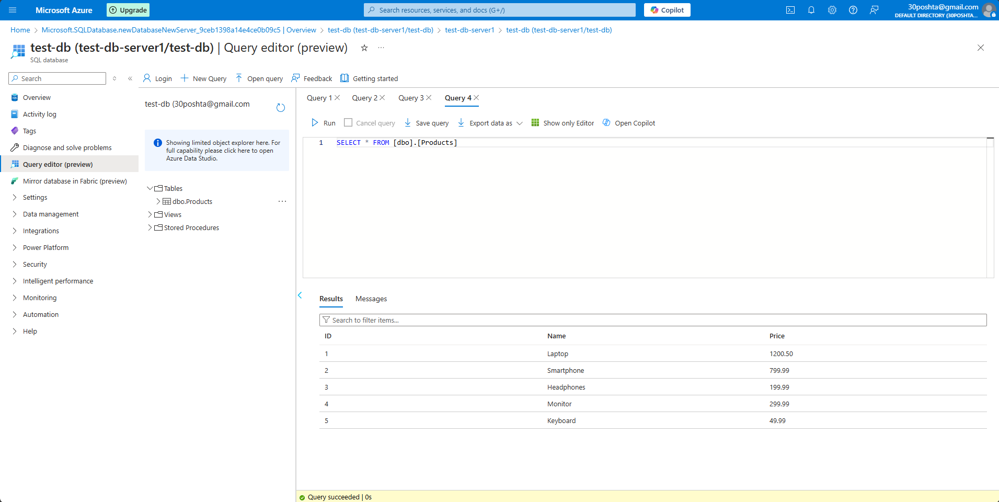 Microsoft Azure
Upgrade
Search resources, services, and docs (G+/)
Copilot
30poshta@gmail.com
DEFAULT DIRECTORY (30POSHTA...
Home > Microsoft.SQLDatabase.newDatabaseNewServer_9ceb1398a14e4ce0b09c5 | Overview > test-db (test-db-server1/test-db) > test-db-server1 > test-db (test-db-server1/test-db)
test-db (test-db-server1/test-db) | Query editor (preview)
SQL database
Search
Login
New Query
Open query
Feedback
Getting started
Overview
Activity log
Tags
Diagnose and solve problems
Query editor (preview)
Mirror database in Fabric (preview)
Settings
Data management
Integrations
Power Platform
Security
Intelligent performance
Monitoring
Automation
Help
test-db (30poshta@gmail.com
Showing limited object explorer here. For
full capability please click here to open
Azure Data Studio.
Tables
dbo.Products
Views
Stored Procedures
Query 1 Query 2 Query 3 Query 4
Run
Cancel query
Save query
Export data as
Show only Editor
Open Copilot
1 SELECT * FROM [dbo].[Products]
Results Messages
Search to filter items...
ID Name Price
1 Laptop 1200.50
2 Smartphone 799.99
3 Headphones 199.99
4 Monitor 299.99
5 Keyboard 49.99
Query succeeded | 0s